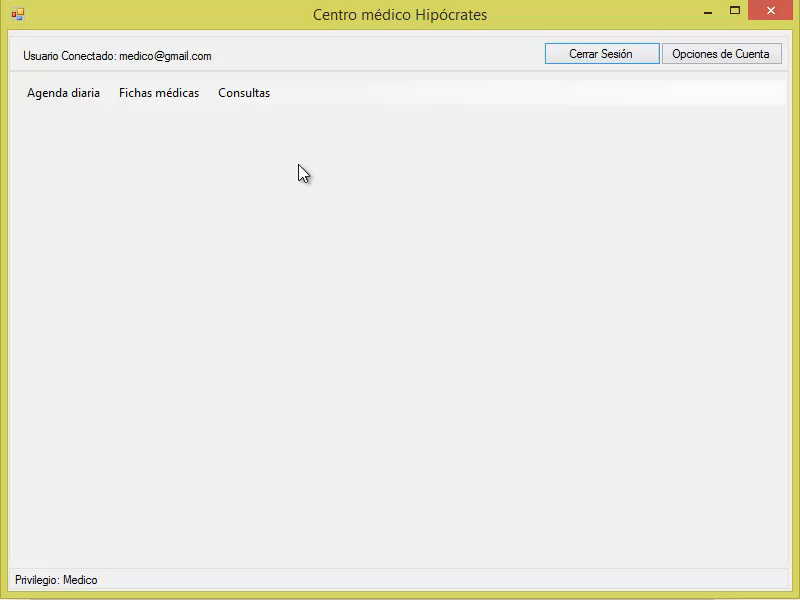 Centro médico Hipócrates
Usuario Conectado: medico@gmail.com
Cerrar Sesión
Opciones de Cuenta
Agenda diaria
Fichas médicas
Consultas
Privilegio: Medico